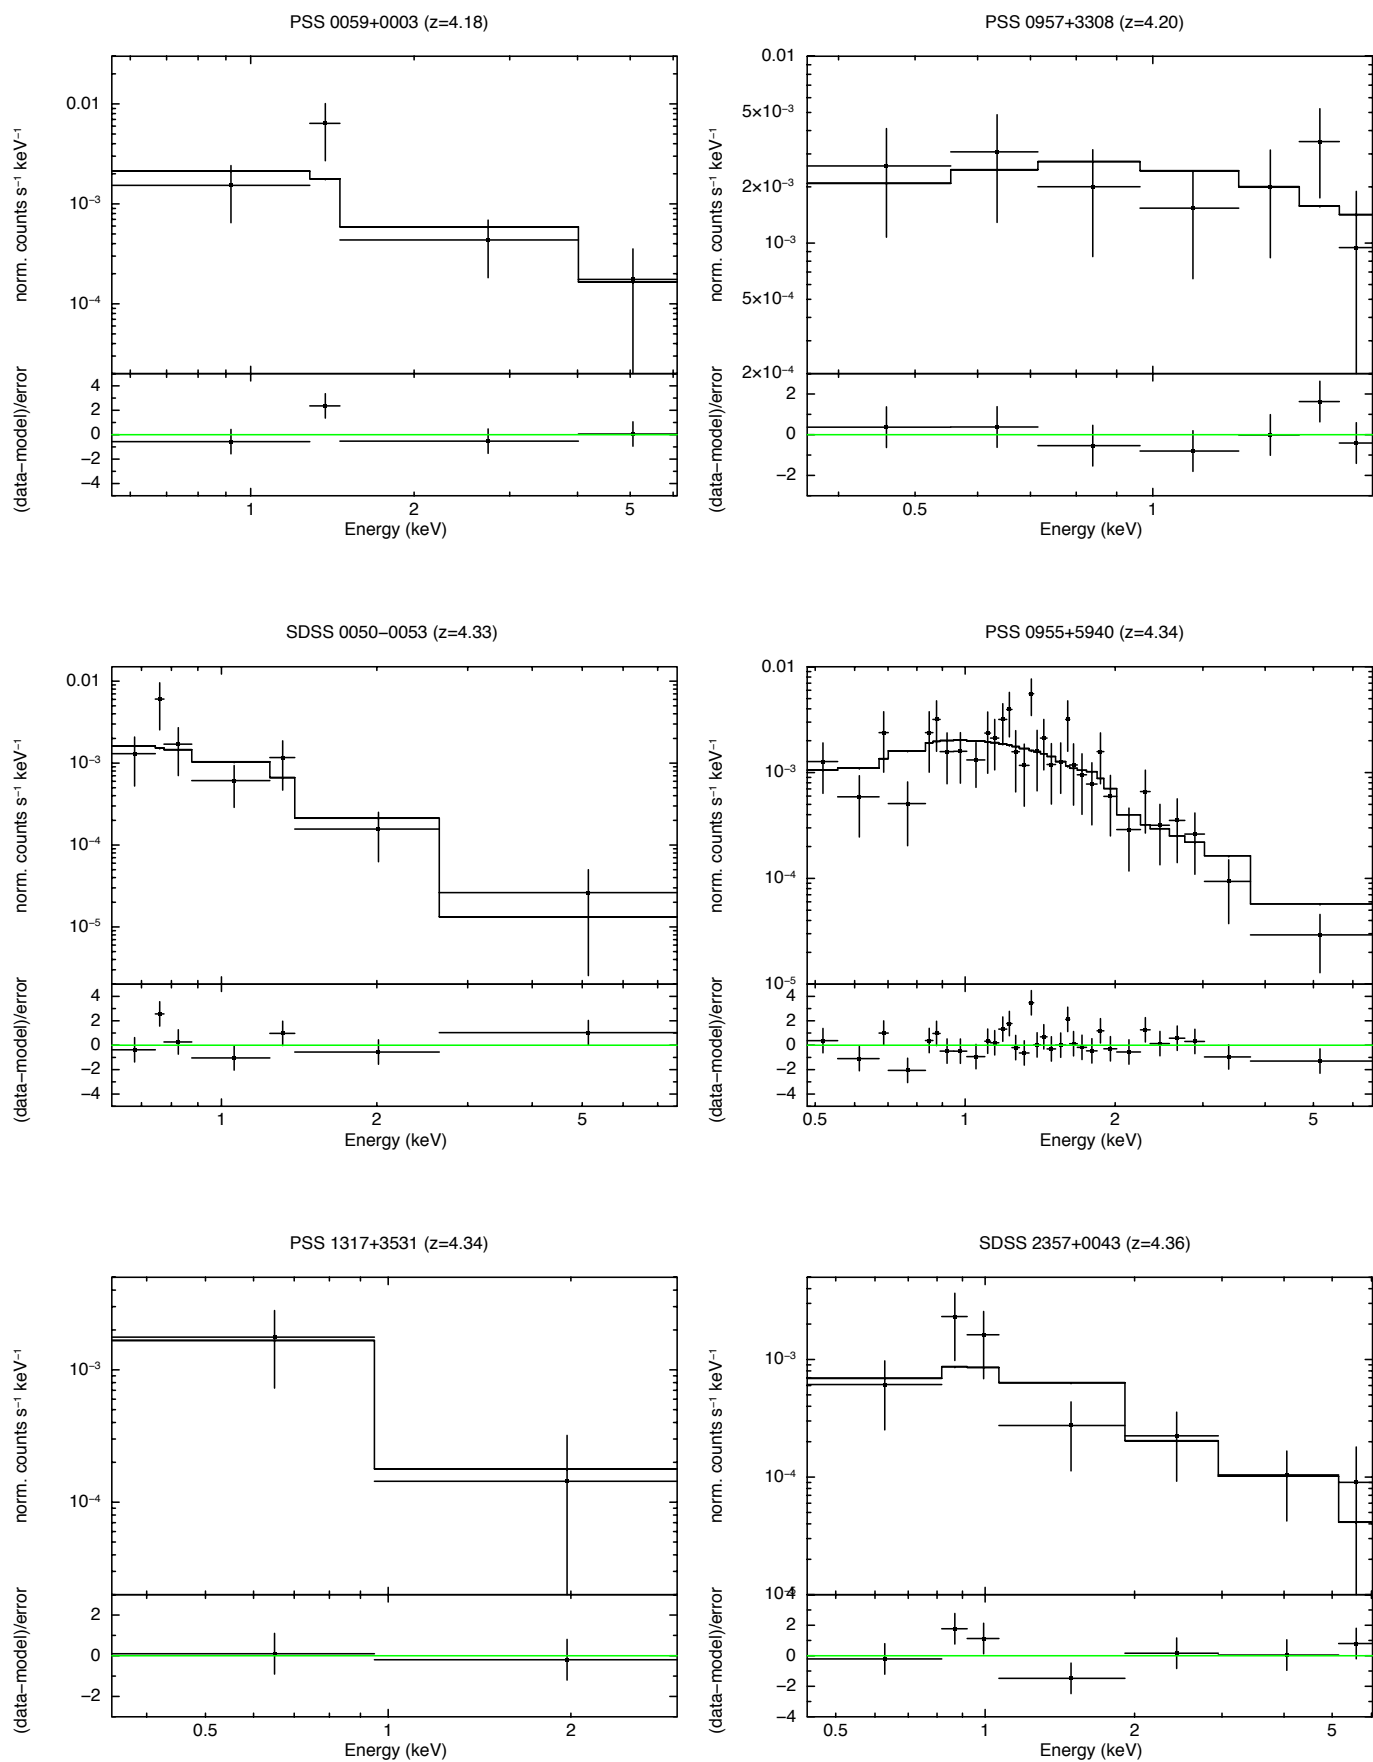 PSS 0059+0003 (z=4.18)
norm. counts s⁻¹ keV⁻¹
0.01
10⁻³
10⁻⁴
(data−model)/error
4
2
0
−2
−4
1
2
5
Energy (keV)
PSS 0957+3308 (z=4.20)
norm. counts s⁻¹ keV⁻¹
0.01
5×10⁻³
2×10⁻³
10⁻³
5×10⁻⁴
2×10⁻⁴
(data−model)/error
2
0
−2
0.5
1
Energy (keV)
SDSS 0050−0053 (z=4.33)
norm. counts s⁻¹ keV⁻¹
0.01
10⁻³
10⁻⁴
10⁻⁵
(data−model)/error
4
2
0
−2
−4
1
2
5
Energy (keV)
PSS 0955+5940 (z=4.34)
norm. counts s⁻¹ keV⁻¹
0.01
10⁻³
10⁻⁴
10⁻⁵
(data−model)/error
4
2
0
−2
−4
0.5
1
2
5
Energy (keV)
PSS 1317+3531 (z=4.34)
norm. counts s⁻¹ keV⁻¹
10⁻³
10⁻⁴
(data−model)/error
2
0
−2
0.5
1
2
Energy (keV)
SDSS 2357+0043 (z=4.36)
norm. counts s⁻¹ keV⁻¹
10⁻³
10⁻⁴
(data−model)/error
2
0
−2
−4
0.5
1
2
5
Energy (keV)